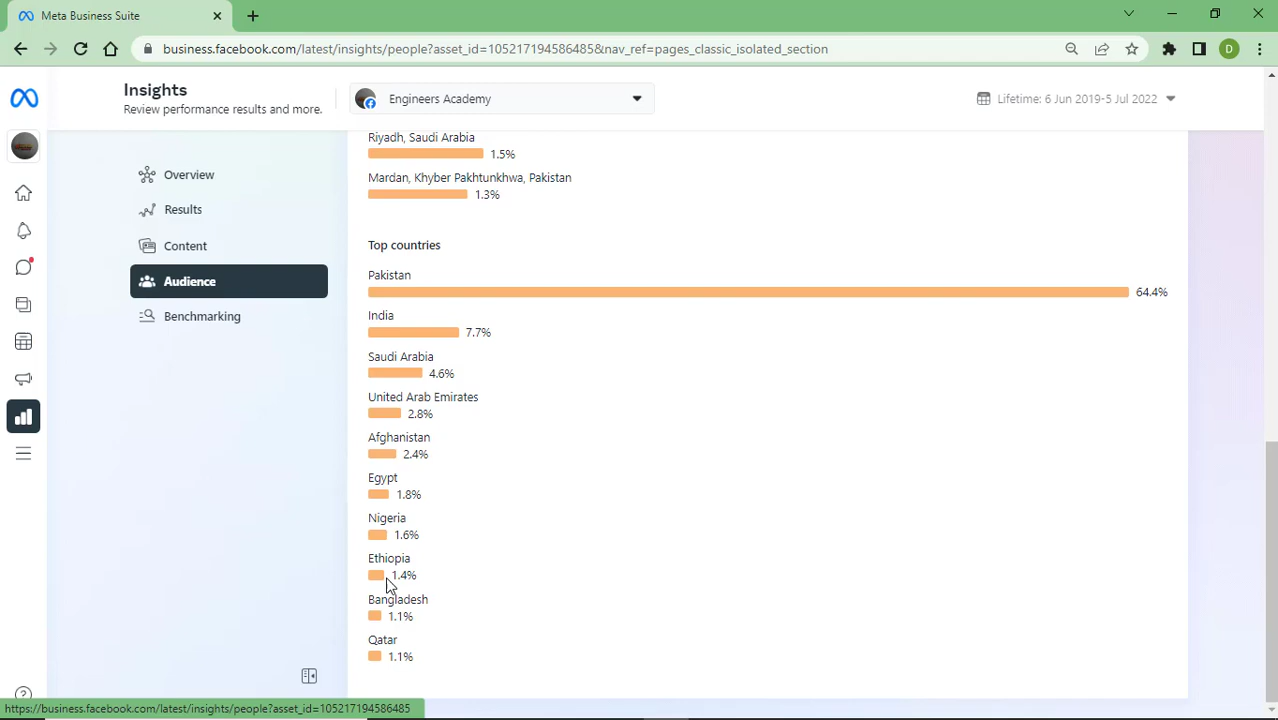 Meta Business Suite
business.facebook.com/latest/insights/people?asset_id=105217194586485&nav_ref=pages_classic_isolated_section
D
Insights
Review performance results and more.
Engineers Academy
Lifetime: 6 Jun 2019-5 Jul 2022
Overview
Results
Content
Audience
Benchmarking
Riyadh, Saudi Arabia
1.5%
Mardan, Khyber Pakhtunkhwa, Pakistan
1.3%
Top countries
Pakistan
64.4%
India
7.7%
Saudi Arabia
4.6%
United Arab Emirates
2.8%
Afghanistan
2.4%
Egypt
1.8%
Nigeria
1.6%
Ethiopia
1.4%
Bangladesh
1.1%
Qatar
1.1%
https://business.facebook.com/latest/insights/people?asset_id=105217194586485